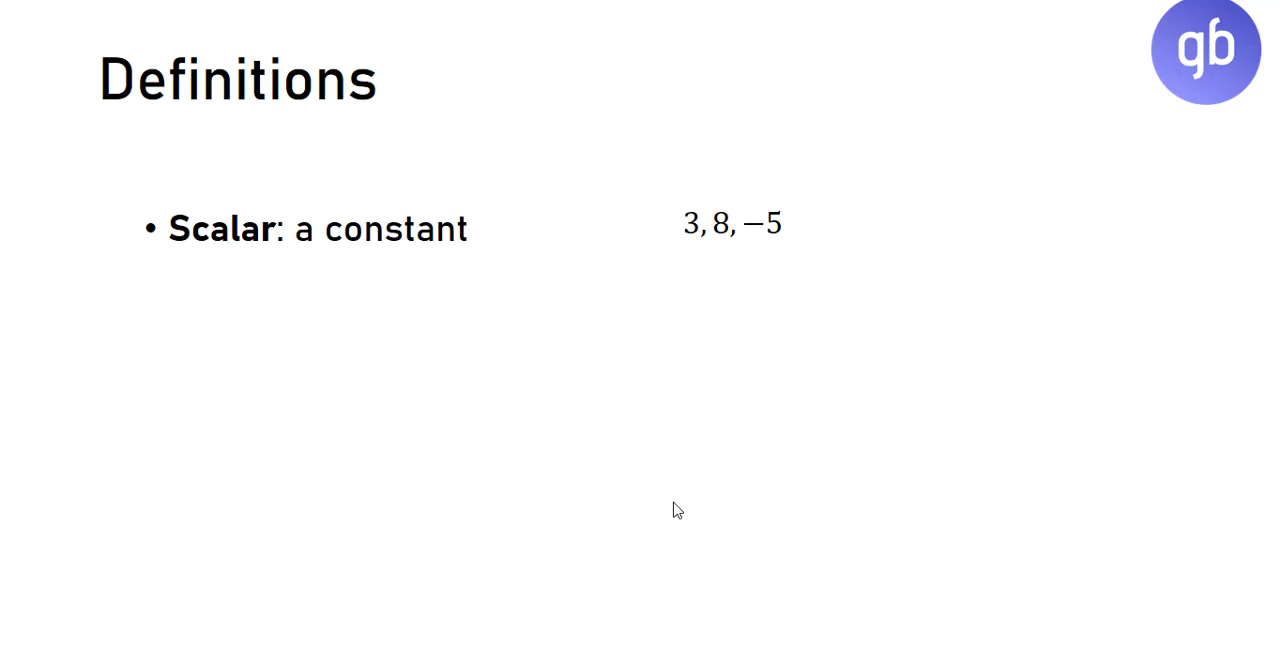 gb
Definitions
• Scalar: a constant
3, 8, −5